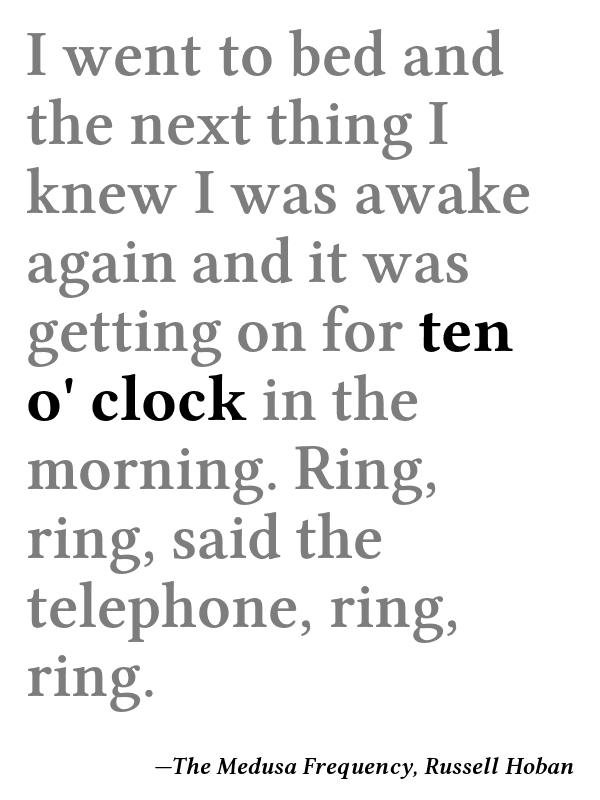 I went to bed and
the next thing I
knew I was awake
again and it was
getting on for ten
o' clock in the
morning. Ring,
ring, said the
telephone, ring,
ring.
—The Medusa Frequency, Russell Hoban